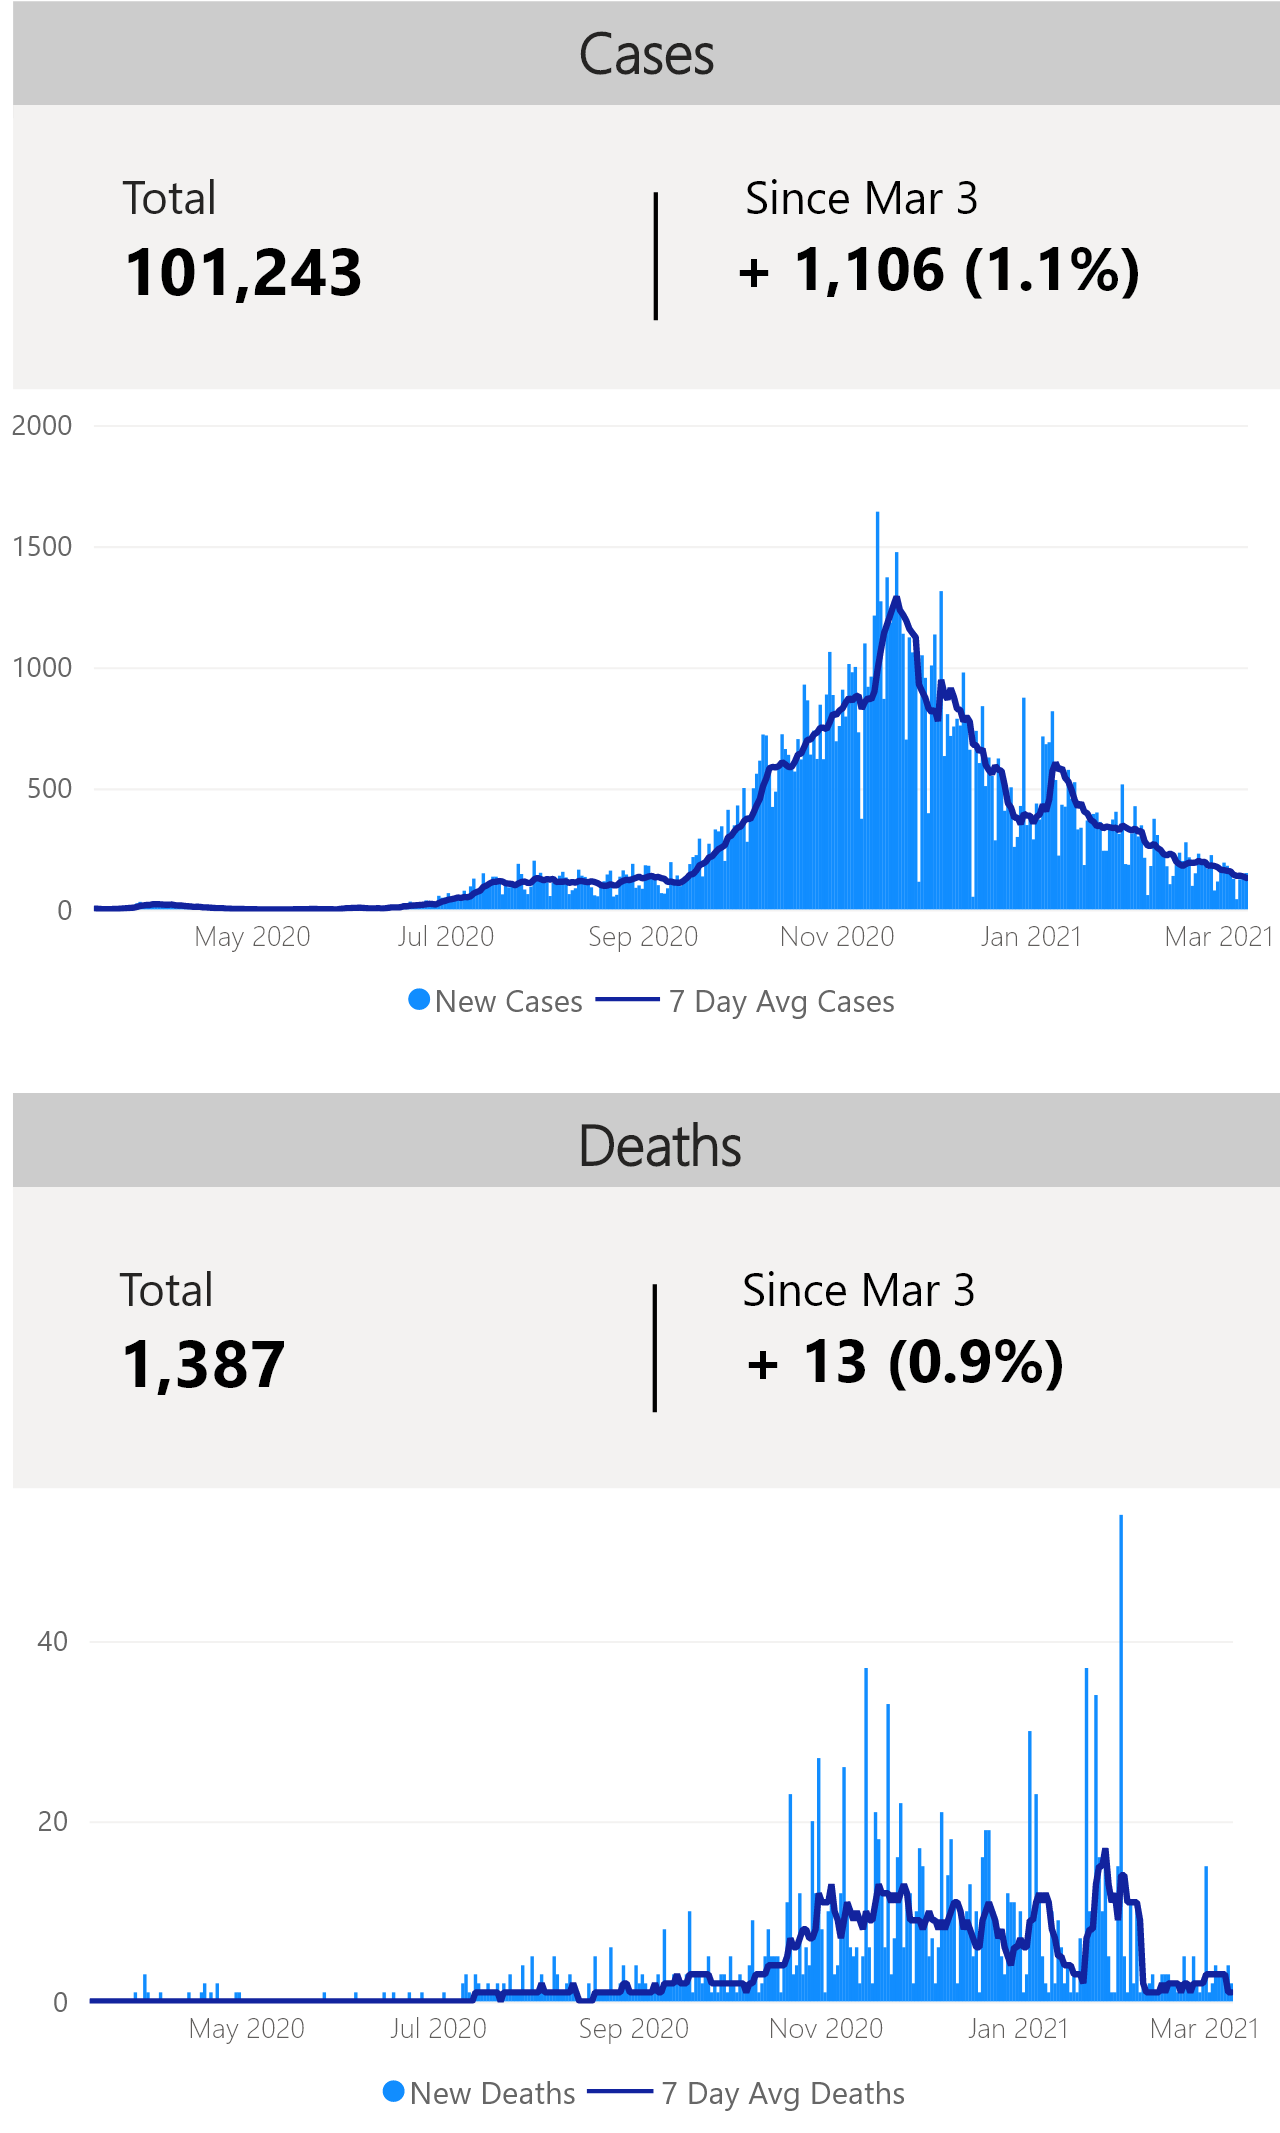 Cases
Total
Since Mar 3
101,243
+ 1,106 (1.1%)
2000
1500
1000
500
0
May 2020 Jul 2020 Sep 2020 Nov 2020 Jan 2021 Mar 2021
New Cases 7 Day Avg Cases
Deaths
Total
Since Mar 3
1,387
+ 13 (0.9%)
40
20
0
May 2020 Jul 2020 Sep 2020 Nov 2020 Jan 2021 Mar 2021
New Deaths 7 Day Avg Deaths